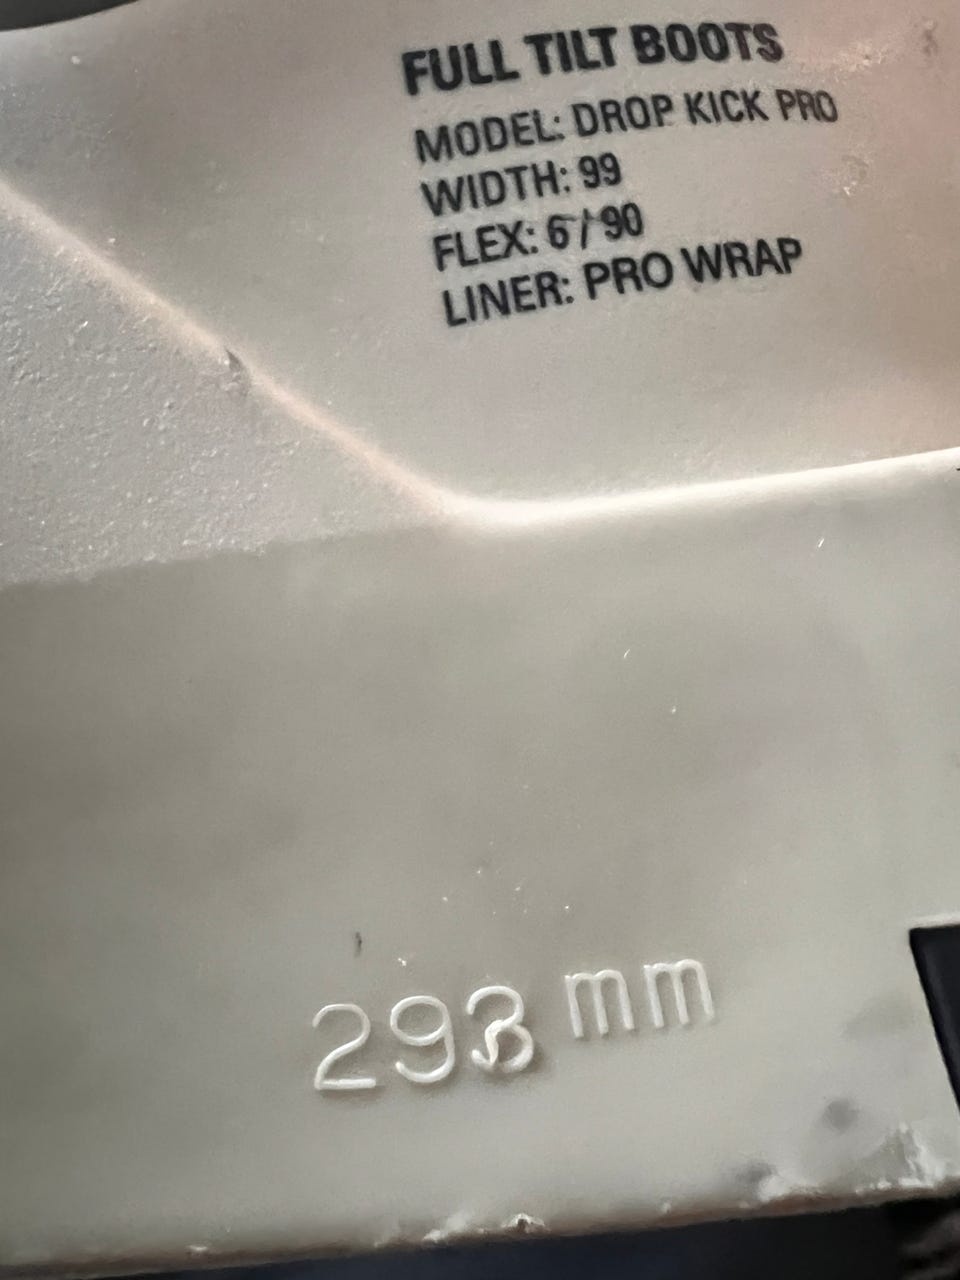 FULL TILT BOOTS
MODEL: DROP KICK PRO
WIDTH: 99
FLEX: 6/90
LINER: PRO WRAP
293 mm